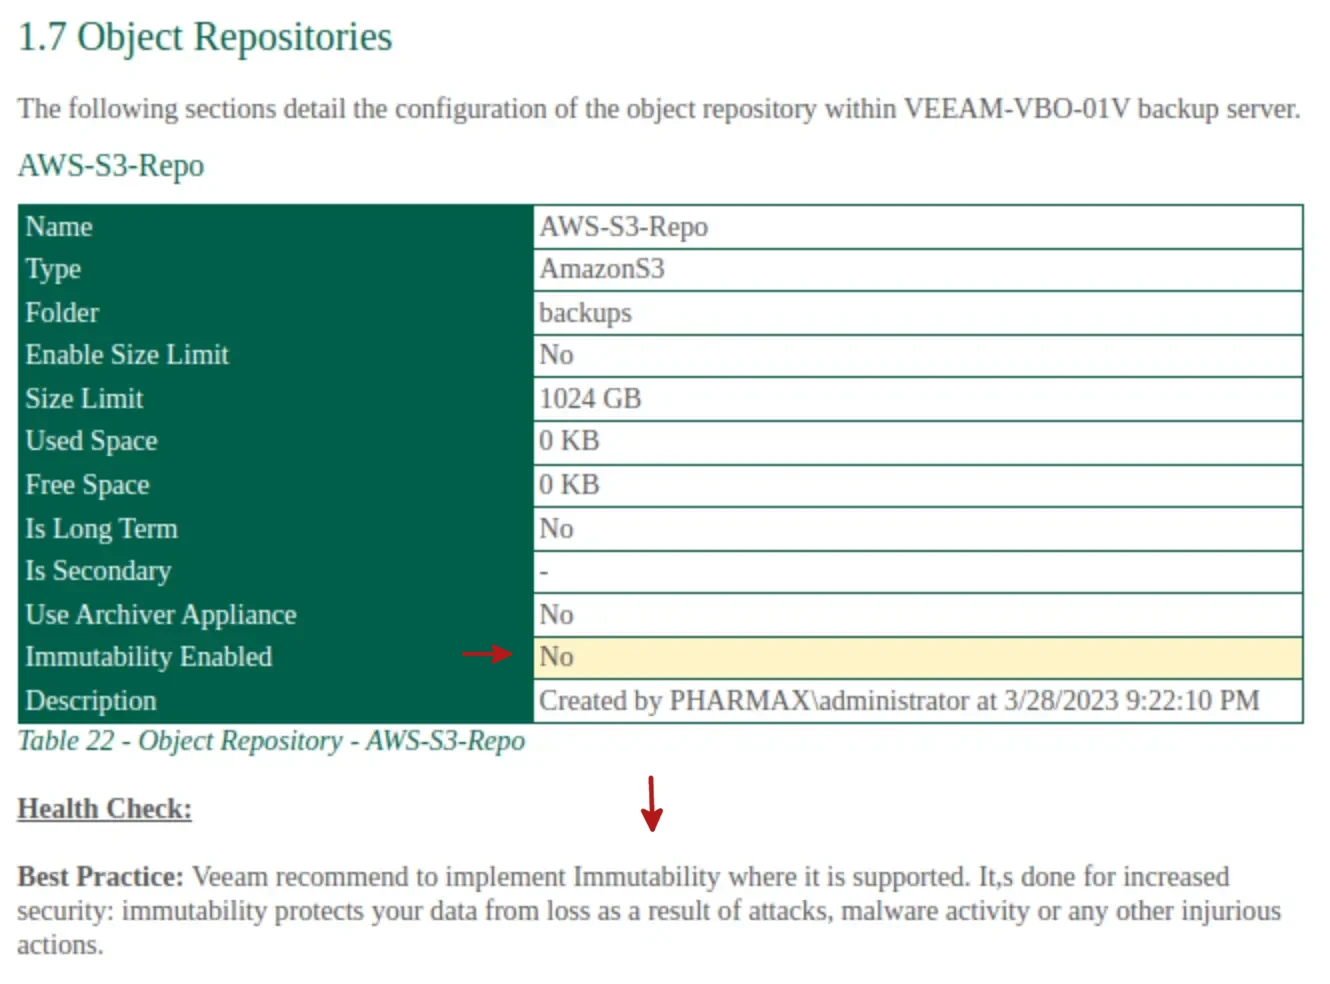 1.7 Object Repositories
The following sections detail the configuration of the object repository within VEEAM-VBO-01V backup server.
AWS-S3-Repo
Name AWS-S3-Repo
Type AmazonS3
Folder backups
Enable Size Limit No
Size Limit 1024 GB
Used Space 0 KB
Free Space 0 KB
Is Long Term No
Is Secondary -
Use Archiver Appliance No
Immutability Enabled No
Description Created by PHARMAX\administrator at 3/28/2023 9:22:10 PM
Table 22 - Object Repository - AWS-S3-Repo
Health Check:
Best Practice: Veeam recommend to implement Immutability where it is supported. It,s done for increased
security: immutability protects your data from loss as a result of attacks, malware activity or any other injurious
actions.